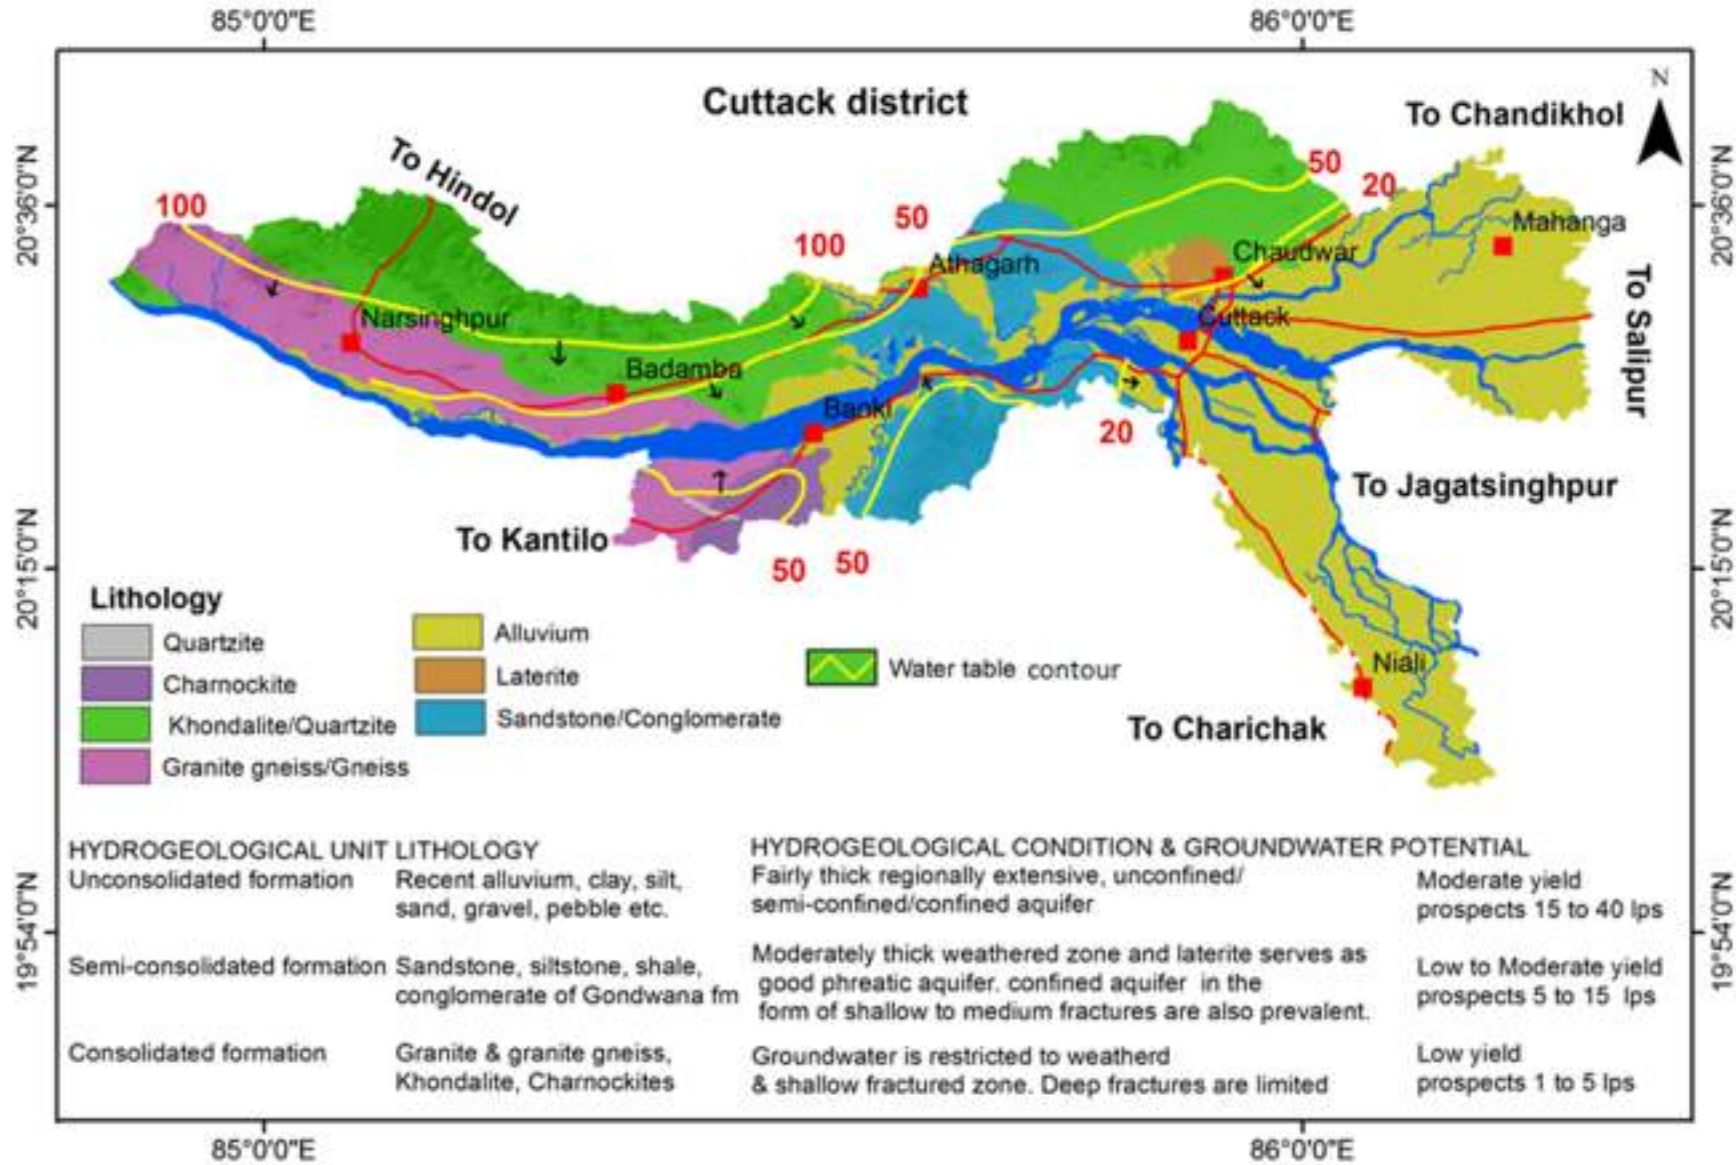 85°0'0"E 86°0'0"E
N
Cuttack district
To Chandikhol
To Hindol
20°36'0"N
20°36'0"N
100
50
20
50
100
Mahanga
Chaudwar
Athagarh
To Salipur
Narsinghpur
Cuttack
Badamba
Banki
20
To Jagatsinghpur
To Kantilo
50 50
20°15'0"N
20°15'0"N
Niali
To Charichak
Lithology
Quartzite
Charnockite
Khondalite/Quartzite
Granite gneiss/Gneiss
Alluvium
Laterite
Sandstone/Conglomerate
Water table contour
HYDROGEOLOGICAL UNIT LITHOLOGY HYDROGEOLOGICAL CONDITION & GROUNDWATER POTENTIAL
Unconsolidated formation Recent alluvium, clay, silt, Fairly thick regionally extensive, unconfined/ Moderate yield
sand, gravel, pebble etc. semi-confined/confined aquifer prospects 15 to 40 lps
19°54'0"N
19°54'0"N
Semi-consolidated formation Sandstone, siltstone, shale, Moderately thick weathered zone and laterite serves as Low to Moderate yield
conglomerate of Gondwana fm good phreatic aquifer. confined aquifer in the prospects 5 to 15 lps
form of shallow to medium fractures are also prevalent.
Consolidated formation Granite & granite gneiss, Groundwater is restricted to weatherd Low yield
Khondalite, Charnockites & shallow fractured zone. Deep fractures are limited prospects 1 to 5 lps
85°0'0"E 86°0'0"E